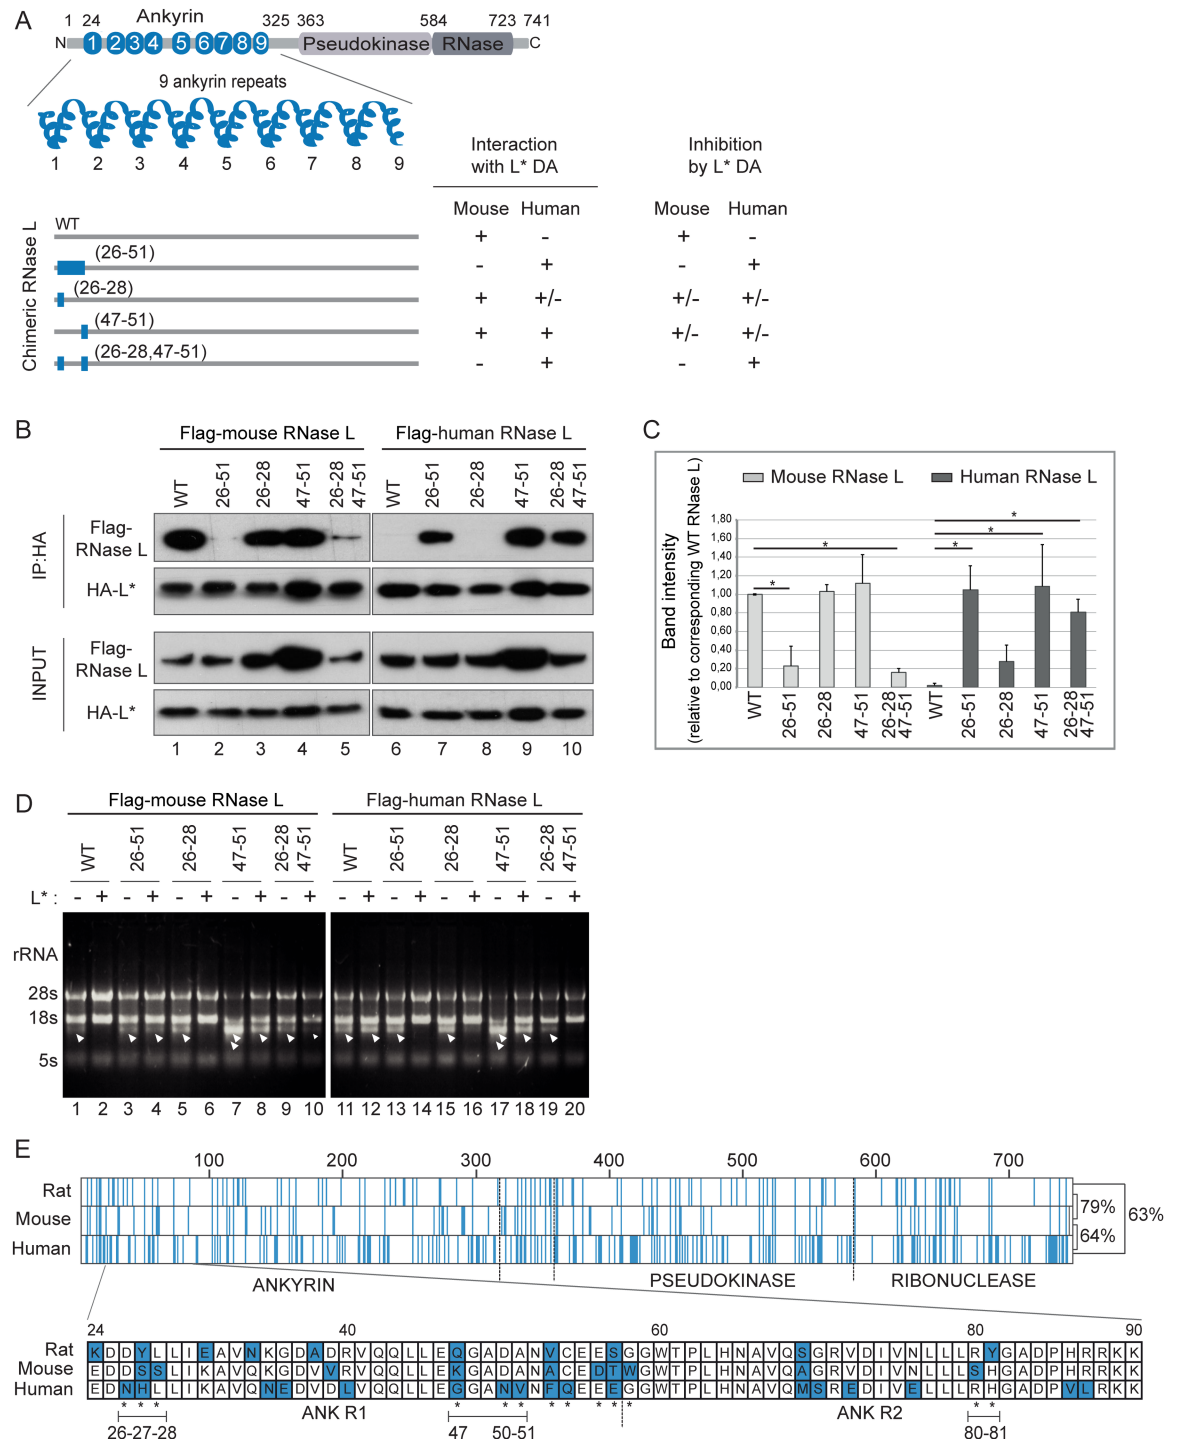 A
Ankyrin
1 24 325 363 584 723 741
N 1 2 3 4 5 6 7 8 9 Pseudokinase RNase C
9 ankyrin repeats
1 2 3 4 5 6 7 8 9
Interaction with L* DA
Inhibition by L* DA
Mouse Human Mouse Human
Chimeric RNase L
WT + - + -
(26-51) - + - +
(26-28) + +/- +/- +/-
(47-51) + + +/- +/-
(26-28,47-51) - + - +
B
Flag-mouse RNase L Flag-human RNase L
WT 26-51 26-28 47-51 26-28 47-51 WT 26-51 26-28 47-51 26-28 47-51
IP:HA
Flag-RNase L
HA-L*
INPUT
Flag-RNase L
HA-L*
1 2 3 4 5 6 7 8 9 10
C
Mouse RNase L Human RNase L
Band intensity
(relative to corresponding WT RNase L)
1,80
1,60
1,40
1,20
1,00
0,80
0,60
0,40
0,20
0,00
* * * * *
WT 26-51 26-28 47-51 26-28 47-51 WT 26-51 26-28 47-51 26-28 47-51
D
Flag-mouse RNase L Flag-human RNase L
WT 26-51 26-28 47-51 26-28 47-51 WT 26-51 26-28 47-51 26-28 47-51
L* : - + - + - + - + - + - + - + - + - + - +
rRNA
28s
18s
5s
1 2 3 4 5 6 7 8 9 10 11 12 13 14 15 16 17 18 19 20
E
100 200 300 400 500 600 700
Rat
Mouse
Human
79%
64%
63%
ANKYRIN PSEUDOKINASE RIBONUCLEASE
24 40 60 80 90
Rat KDDYLLIEAVNKGDADRVQQLLEQGADANVCEESGGWTPLHNAVQSGRVDIVNLLLRYGADPHRRKK
Mouse EDDSSLIKAVQKGDVVRVQQLLEKGADANACEDTWGWTPLHNAVQAGRVDIVNLLLSHGADPHRRKK
Human EDNHLLIKAVQNEDVDLVQQLLEGGANVNFQEEEGGWTPLHNAVQMSREDIVELLLRHGADPVLRKK
* * * * * * * * * * * * *
ANK R1 ANK R2
26-27-28 47 50-51 80-81